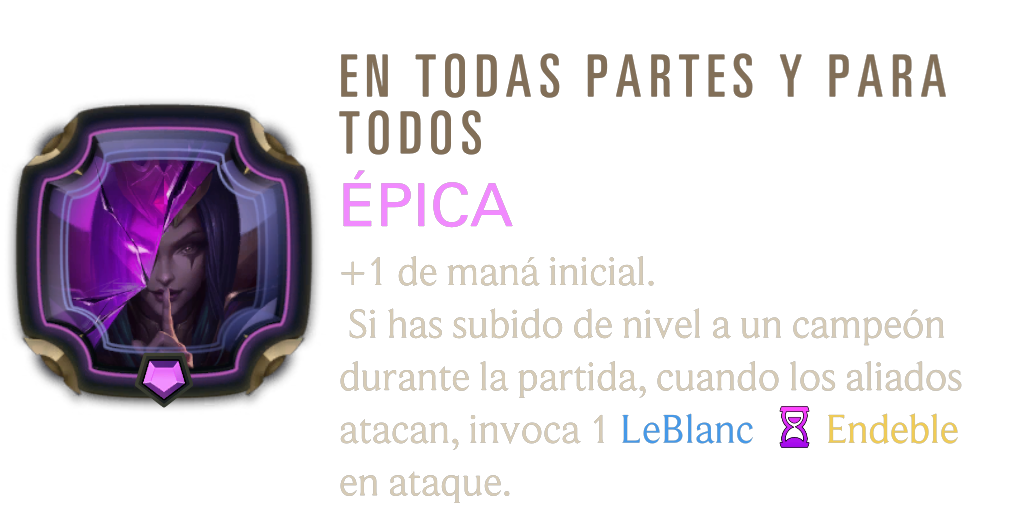 EN TODAS PARTES Y PARA
TODOS
ÉPICA
+1 de maná inicial.
Si has subido de nivel a un campeón
durante la partida, cuando los aliados
atacan, invoca 1 LeBlanc Endeble
en ataque.